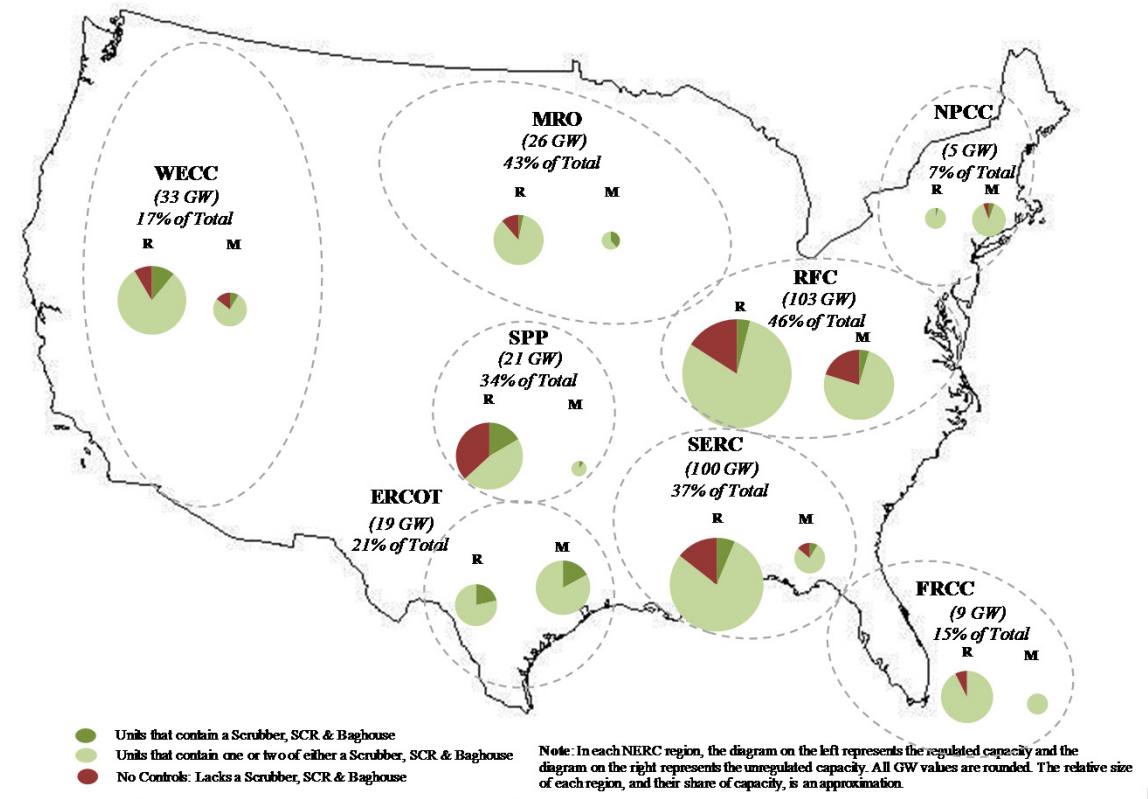 NPCC
(5 GW)
7% of Total
R M
MRO
(26 GW)
43% of Total
R M
WECC
(33 GW)
17% of Total
R M
RFC
(103 GW)
46% of Total
R
M
SPP
(21 GW)
34% of Total
R M
SERC
(100 GW)
37% of Total
R M
ERCOT
(19 GW)
21% of Total
R M
FRCC
(9 GW)
15% of Total
R M
Units that contain a Scrubber, SCR & Baghouse
Units that contain one or two of either a Scrubber, SCR & Baghouse
No Controls: Lacks a Scrubber, SCR & Baghouse
Note: In each NERC region, the diagram on the left represents the regulated capacity and the
diagram on the right represents the unregulated capacity. All GW values are rounded. The relative size
of each region, and their share of capacity, is an approximation.